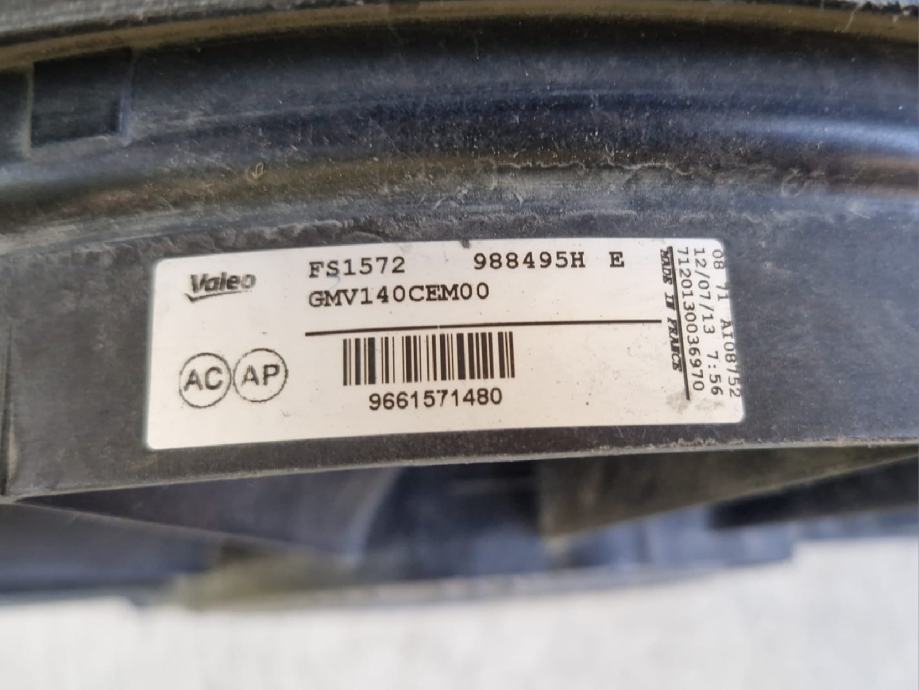 Valeo
FS1572 988495H E
GMV140CEM00
AC AP
9661571480
MADE IN FRANCE
7120130036970
12/07/13 7:56
08 71 AI08752